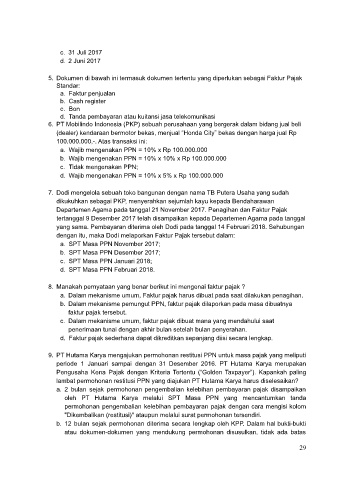 c. 31 Juli 2017
d. 2 Juni 2017
5. Dokumen di bawah ini termasuk dokumen tertentu yang diperlukan sebagai Faktur Pajak
Standar:
a. Faktur penjualan
b. Cash register
c. Bon
d. Tanda pembayaran atau kuitansi jasa telekomunikasi
6. PT Mobilindo Indonesia (PKP) sebuah perusahaan yang bergerak dalam bidang jual beli
(dealer) kendaraan bermotor bekas, menjual "Honda City" bekas dengan harga jual Rp
100.000.000,-. Atas transaksi ini:
a. Wajib mengenakan PPN = 10% x Rp 100.000.000
b. Wajib mengenakan PPN = 10% x 10% x Rp 100.000.000
c. Tidak mengenakan PPN;
d. Wajib mengenakan PPN = 10% x 5% x Rp 100.000.000
7. Dodi mengelola sebuah toko bangunan dengan nama TB Putera Usaha yang sudah
dikukuhkan sebagai PKP, menyerahkan sejumlah kayu kepada Bendaharawan
Departemen Agama pada tanggal 21 November 2017. Penagihan dan Faktur Pajak
tertanggal 9 Desember 2017 telah disampaikan kepada Departemen Agama pada tanggal
yang sama. Pembayaran diterima oleh Dodi pada tanggal 14 Februari 2018. Sehubungan
dengan itu, maka Dodi melaporkan Faktur Pajak tersebut dalam:
a. SPT Masa PPN November 2017;
b. SPT Masa PPN Desember 2017;
c. SPT Masa PPN Januari 2018;
d. SPT Masa PPN Februari 2018.
8. Manakah pernyataan yang benar berikut ini mengenai faktur pajak ?
a. Dalam mekanisme umum, Faktur pajak harus dibuat pada saat dilakukan penagihan.
b. Dalam mekanisme pemungut PPN, faktur pajak dilaporkan pada masa dibuatnya
faktur pajak tersebut.
c. Dalam mekanisme umum, faktur pajak dibuat mana yang mendahului saat
penerimaan tunai dengan akhir bulan setelah bulan penyerahan.
d. Faktur pajak sederhana dapat dikreditkan sepanjang diisi secara lengkap.
9. PT Hutama Karya mengajukan permohonan restitusi PPN untuk masa pajak yang meliputi
periode 1 Januari sampai dengan 31 Desember 2016. PT Hutama Karya merupakan
Pengusaha Kena Pajak dengan Kriteria Tertentu ("Golden Taxpayer"). Kapankah paling
lambat permohonan restitusi PPN yang diajukan PT Hutama Karya harus diselesaikan?
a. 2 bulan sejak permohonan pengembalian kelebihan pembayaran pajak disampaikan
oleh PT Hutama Karya melalui SPT Masa PPN yang mencantumkan tanda
permohonan pengembalian kelebihan pembayaran pajak dengan cara mengisi kolom
"Dikembalikan (restitusi)" ataupun melalui surat permohonan tersendiri.
b. 12 bulan sejak permohonan diterima secara lengkap oleh KPP. Dalam hal bukti-bukti
atau dokumen-dokumen yang mendukung permohonan disusulkan, tidak ada batas
29